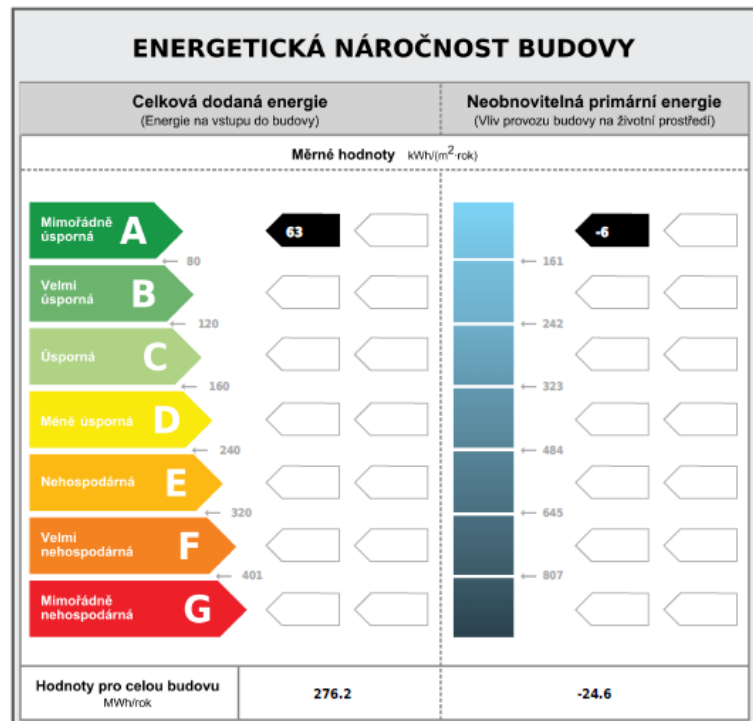 ENERGETICKÁ NÁROČNOST BUDOVY
Celková dodaná energie
(Energie na vstupu do budovy)
Neobnovitelná primární energie
(Vliv provozu budovy na životní prostředí)
Měrné hodnoty kWh/(m²·rok)
Mimořádně
úsporná
A
63
-6
← 80
← 161
Velmi
úsporná
B
← 120
← 242
Úsporná
C
← 160
← 323
Méně úsporná
D
← 240
← 484
Nehospodárná
E
← 320
← 645
Velmi
nehospodárná
F
← 401
← 807
Mimořádně
nehospodárná
G
Hodnoty pro celou budovu
MWh/rok
276.2
-24.6